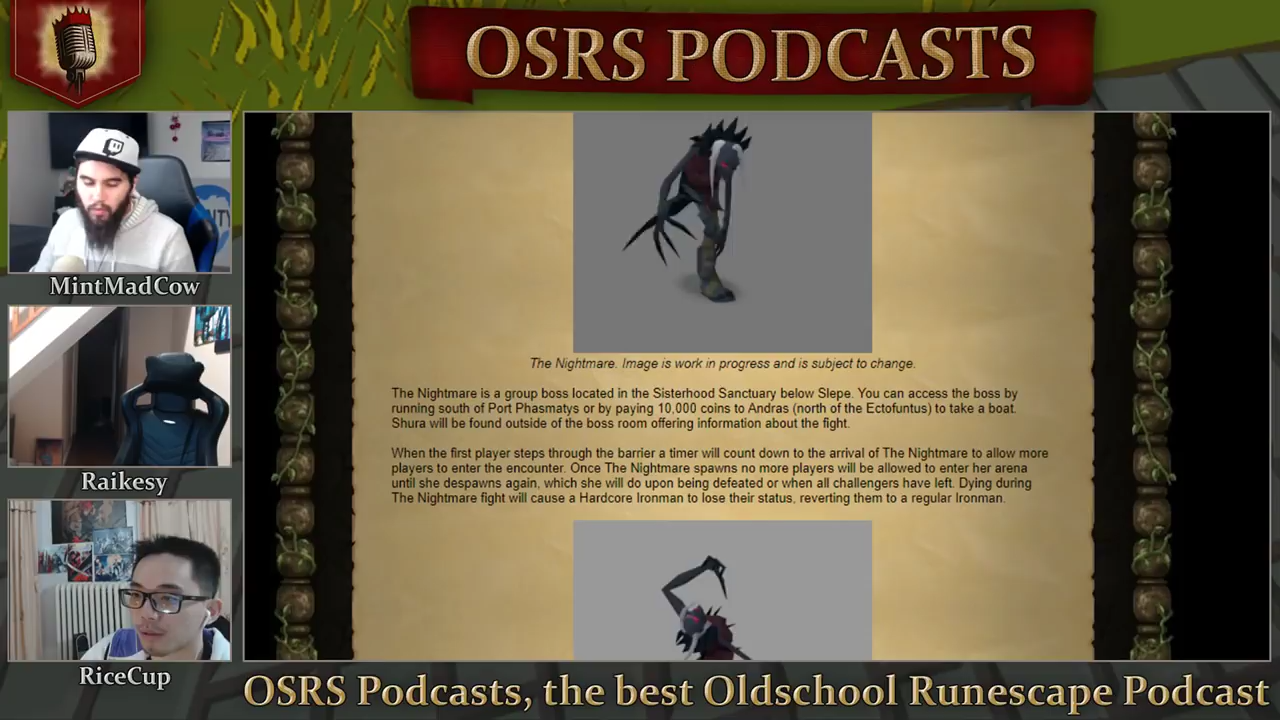 OSRS PODCASTS
MintMadCow
Raikesy
RiceCup
The Nightmare. Image is work in progress and is subject to change.
The Nightmare is a group boss located in the Sisterhood Sanctuary below Slepe. You can access the boss by
running south of Port Phasmatys or by paying 10,000 coins to Andras (north of the Ectofuntus) to take a boat.
Shura will be found outside of the boss room offering information about the fight.
When the first player steps through the barrier a timer will count down to the arrival of The Nightmare to allow more
players to enter the encounter. Once The Nightmare spawns no more players will be allowed to enter her arena
until she despawns again, which she will do upon being defeated or when all challengers have left. Dying during
The Nightmare fight will cause a Hardcore Ironman to lose their status, reverting them to a regular Ironman.
OSRS Podcasts, the best Oldschool Runescape Podcast